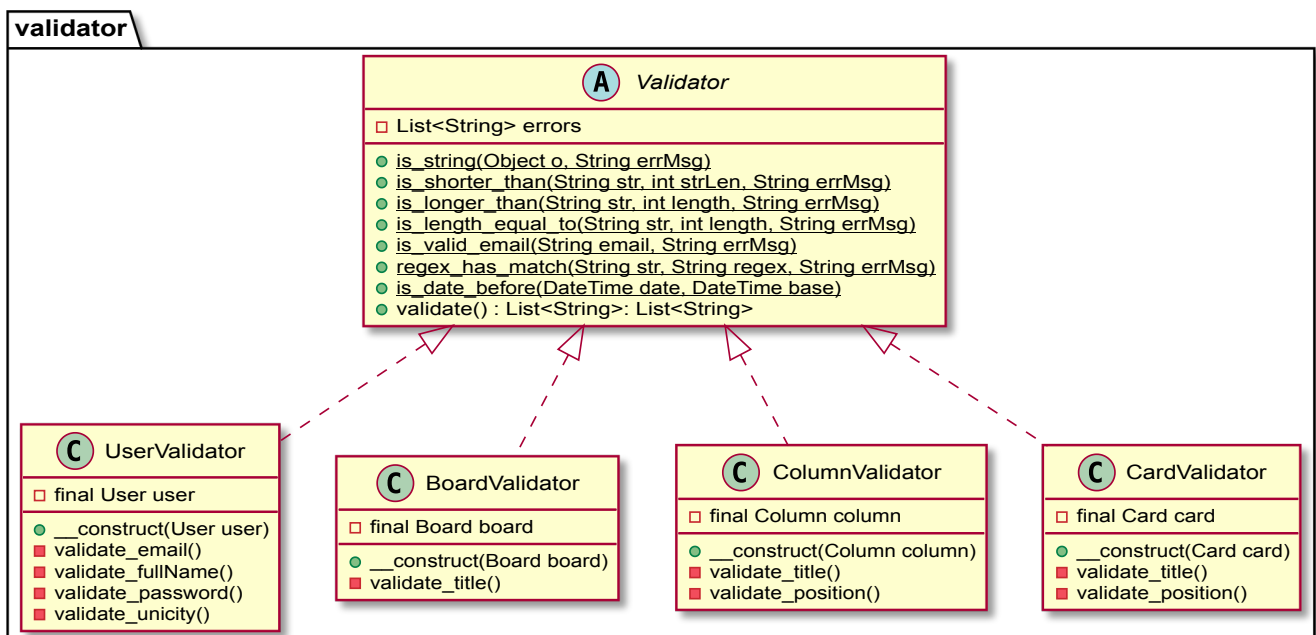 validator
A Validator
List<String> errors
is_string(Object o, String errMsg)
is_shorter_than(String str, int strLen, String errMsg)
is_longer_than(String str, int length, String errMsg)
is_length_equal_to(String str, int length, String errMsg)
is_valid_email(String email, String errMsg)
regex_has_match(String str, String regex, String errMsg)
is_date_before(DateTime date, DateTime base)
validate() : List<String>: List<String>
C UserValidator
final User user
__construct(User user)
validate_email()
validate_fullName()
validate_password()
validate_unicity()
C BoardValidator
final Board board
__construct(Board board)
validate_title()
C ColumnValidator
final Column column
__construct(Column column)
validate_title()
validate_position()
C CardValidator
final Card card
__construct(Card card)
validate_title()
validate_position()